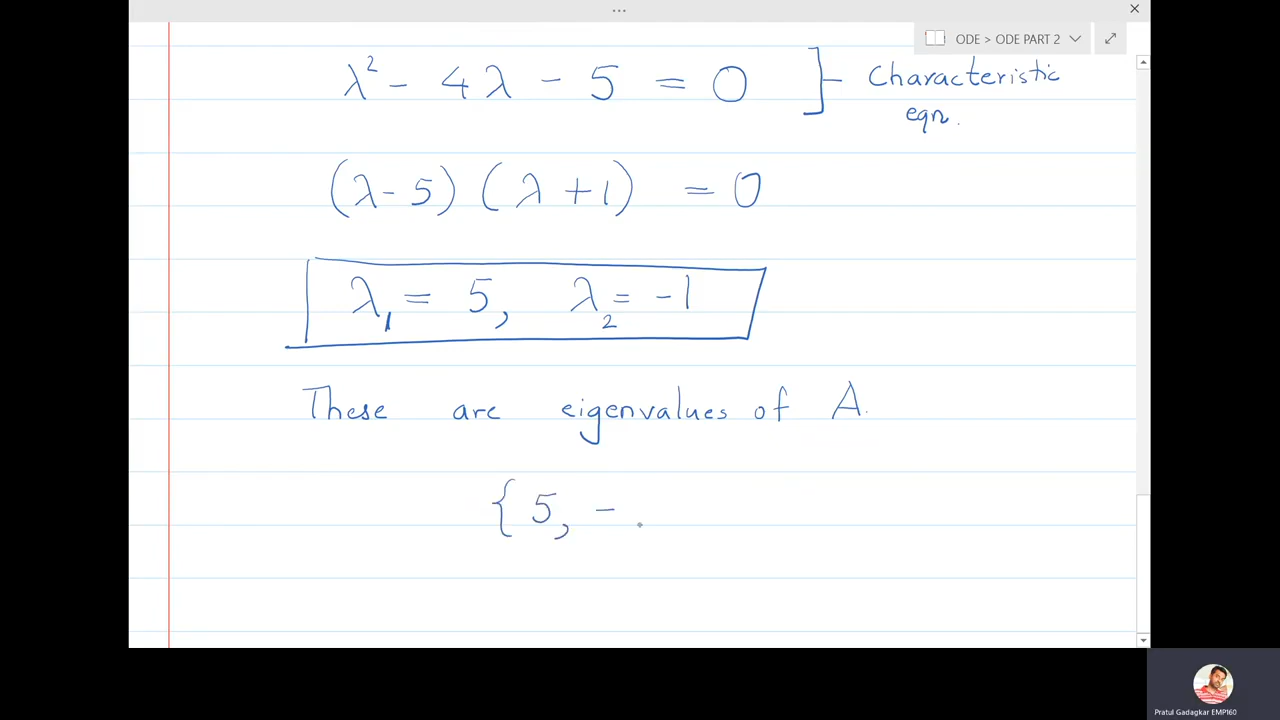 ODE > ODE PART 2
λ² - 4λ - 5 = 0 } Characteristic
eqn.
(λ - 5) (λ + 1) = 0
λ₁ = 5, λ₂ = -1
These are eigenvalues of A.
{ 5, -
Pratul Gadagkar EMP160